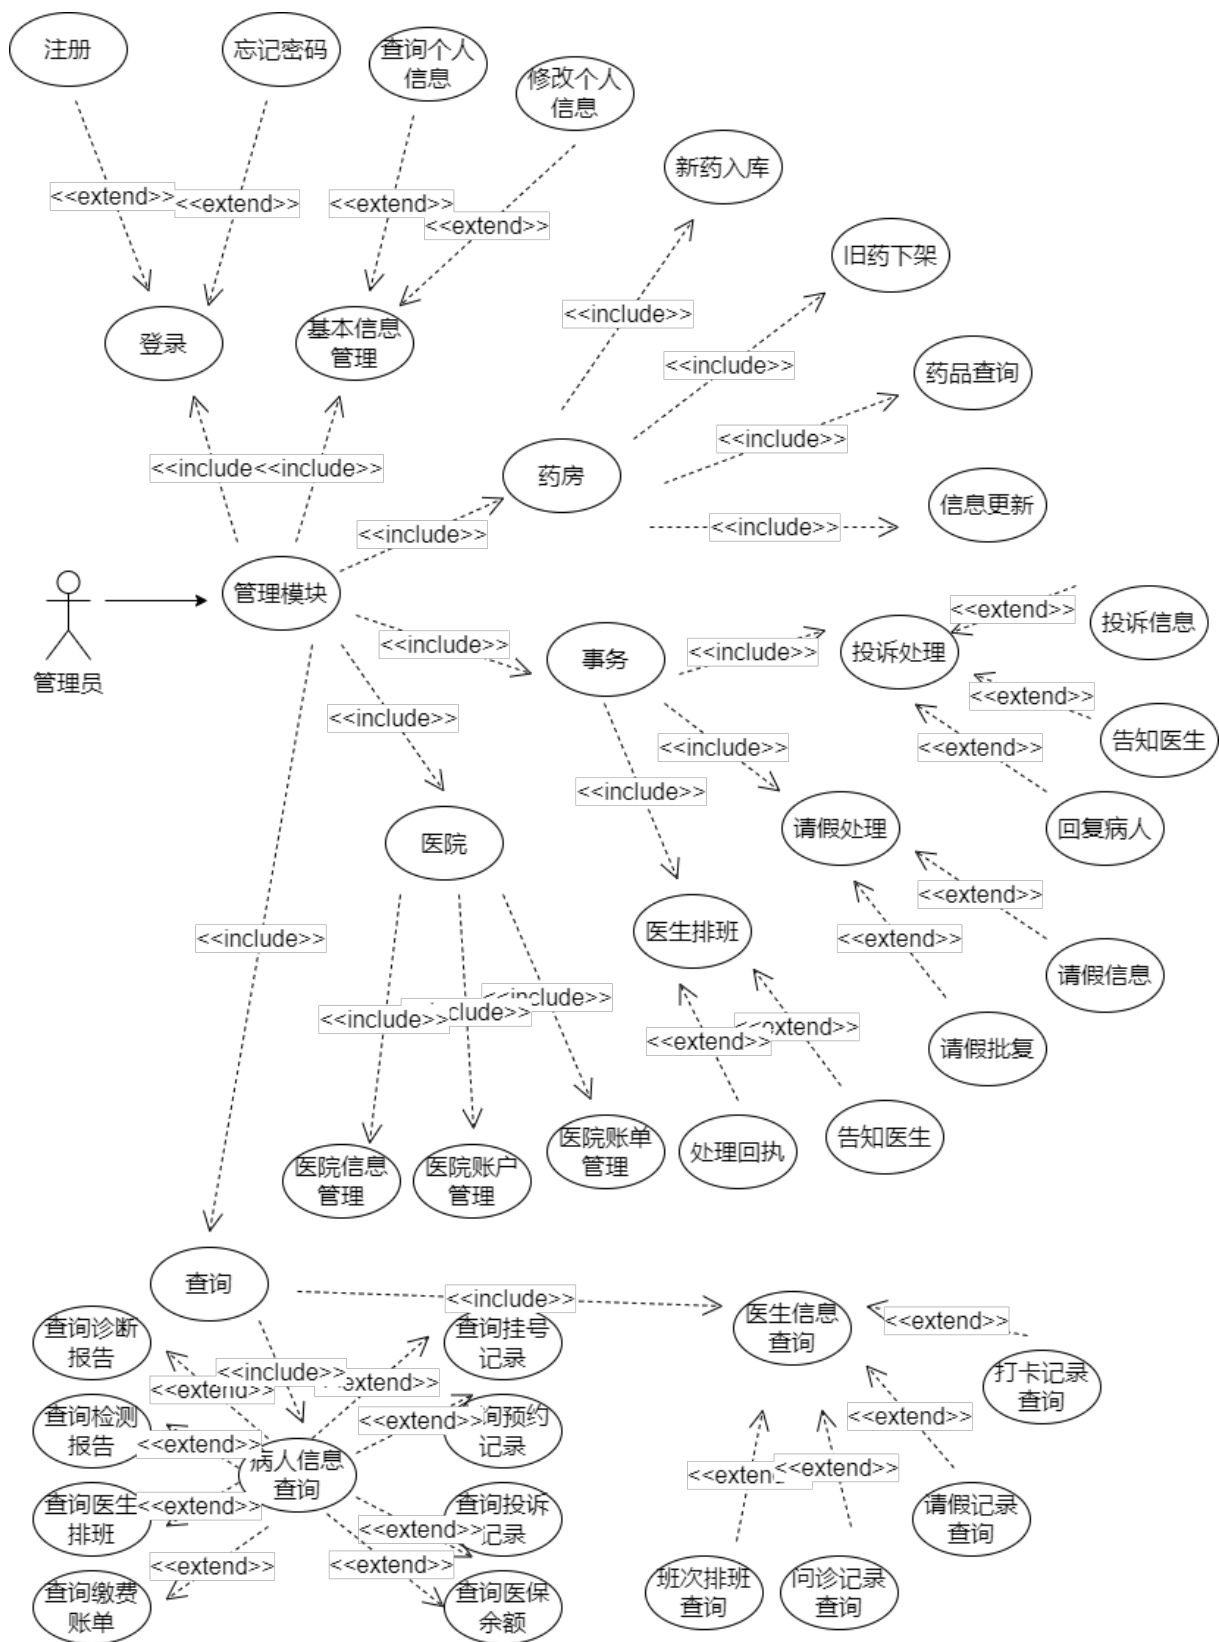 注册
忘记密码
查询个人
信息
修改个人
信息
新药入库
<<extend>>
<<extend>>
<<extend>>
<<extend>>
旧药下架
<<include>>
登录
基本信息
管理
<<include>>
药品查询
<<include>>
<<include
<<include>>
药房
<<include>>
信息更新
<<include>>
管理模块
管理员
<<include>>
事务
<<include>>
投诉处理
<<extend>>
投诉信息
<<extend>>
告知医生
<<include>>
<<include>>
<<extend>>
<<include>>
医院
请假处理
回复病人
<<extend>>
<<include>>
医生排班
<<extend>>
请假信息
<<include>>
clude>>
<<include>>
<<extend>>
<<extend>>
请假批复
医院信息
管理
医院账户
管理
医院账单
管理
处理回执
告知医生
查询
<<include>>
医生信息
查询
<<extend>>
打卡记录
查询
查询诊断
报告
<<include>>
<<extend>>
extend>>
查询挂号
记录
查询检测
报告
<<extend>>
<<extend>>
询预约
记录
<<extend>>
病人信息
查询
<<exten
<<extend>>
查询医生
排班
<<extend>>
<<extend>>
查询投诉
记录
请假记录
查询
<<extend>>
<<extend>>
查询缴费
账单
查询医保
余额
班次排班
查询
问诊记录
查询